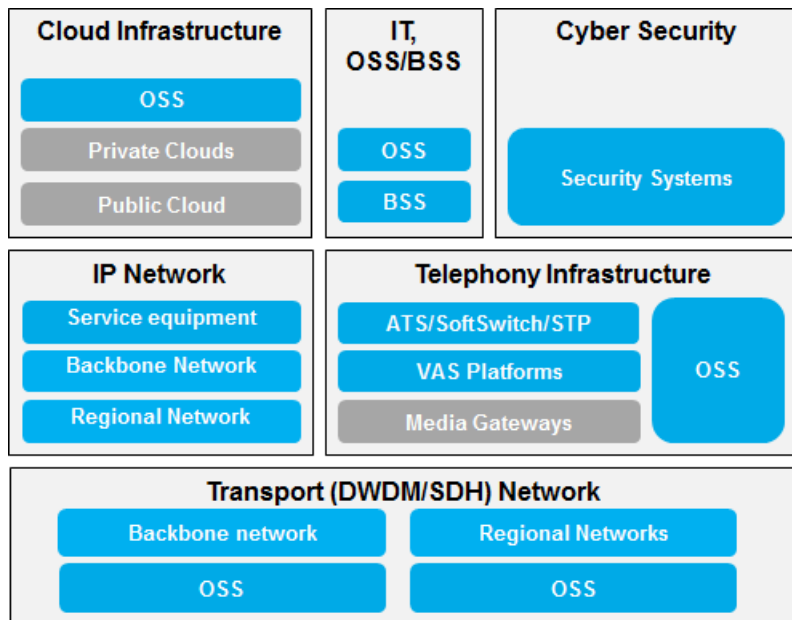 Cloud Infrastructure
OSS
Private Clouds
Public Cloud
IT,
OSS/BSS
OSS
BSS
Cyber Security
Security Systems
IP Network
Service equipment
Backbone Network
Regional Network
Telephony Infrastructure
ATS/SoftSwitch/STP
VAS Platforms
Media Gateways
OSS
Transport (DWDM/SDH) Network
Backbone network
Regional Networks
OSS
OSS